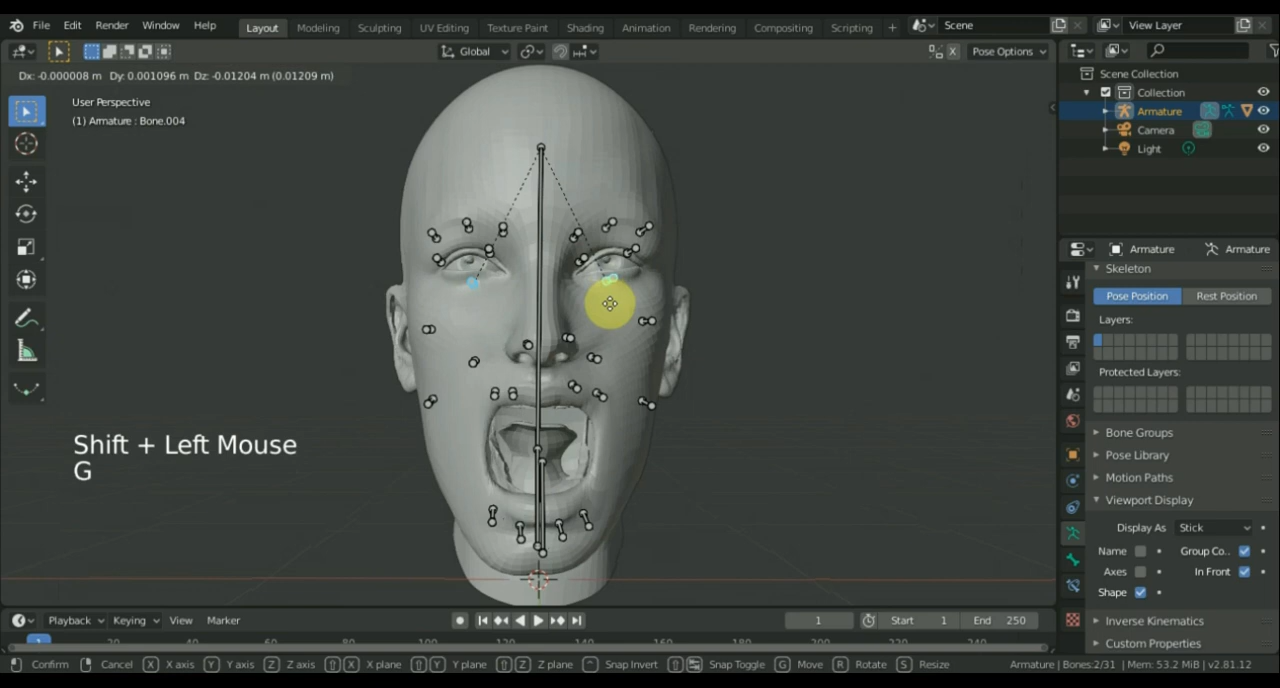 File Edit Render Window Help Layout Modeling Sculpting UV Editing Texture Paint Shading Animation Rendering Compositing Scripting + Scene View Layer
Global Pose Options
X
Dx: -0.000008 m Dy: 0.001096 m Dz: -0.01204 m (0.01209 m)
User Perspective
(1) Armature : Bone.004
Scene Collection
Collection
Armature
Camera
Light
Armature Armature
Skeleton
Pose Position Rest Position
Layers:
Protected Layers:
Bone Groups
Pose Library
Motion Paths
Viewport Display
Display As Stick
Name Group Co..
Axes In Front
Shape
Inverse Kinematics
Custom Properties
Shift + Left Mouse
G
Playback Keying View Marker 1 Start 1 End 250
1
Confirm Cancel X X axis Y Y axis Z Z axis X X plane Y Y plane Z Z plane Snap Invert Snap Toggle G Move R Rotate S Resize Armature | Bones:2/31 | Mem: 53.2 MiB | v2.81.12